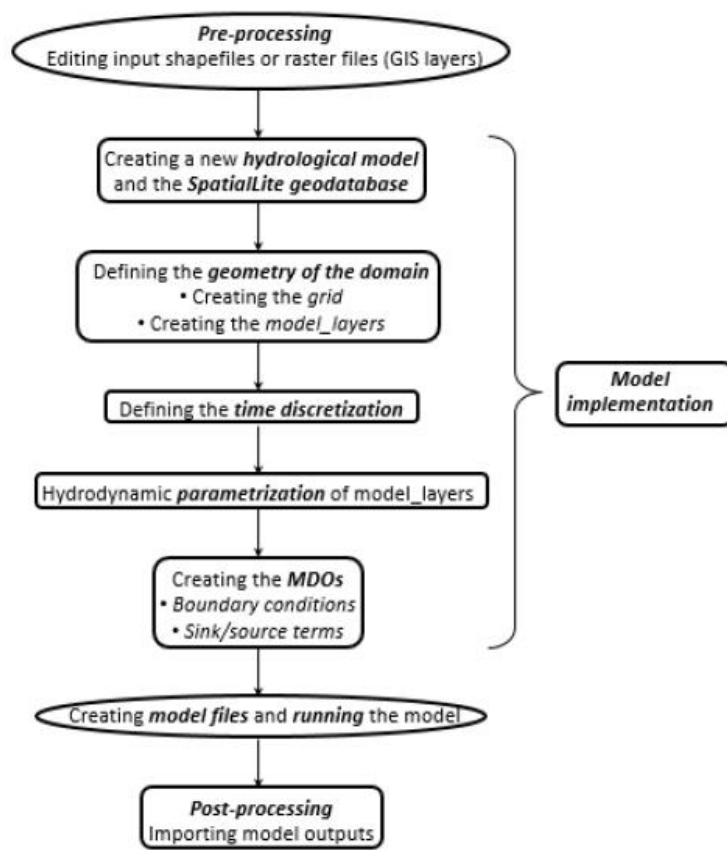 Pre-processing
Editing input shapefiles or raster files (GIS layers)
Creating a new hydrological model
and the SpatialLite geodatabase
Defining the geometry of the domain
• Creating the grid
• Creating the model_layers
Defining the time discretization
Hydrodynamic parametrization of model_layers
Creating the MDOs
• Boundary conditions
• Sink/source terms
Model
implementation
Creating model files and running the model
Post-processing
Importing model outputs